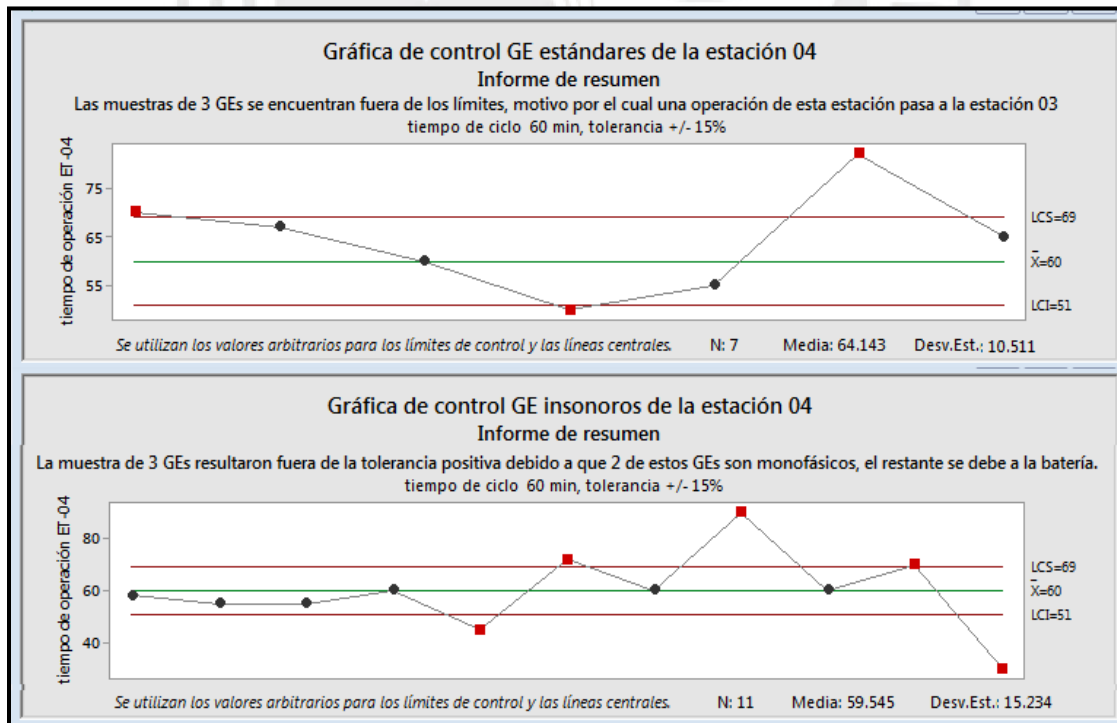 Gráfica de control GE estándares de la estación 04
Informe de resumen
Las muestras de 3 GEs se encuentran fuera de los límites, motivo por el cual una operación de esta estación pasa a la estación 03
tiempo de ciclo 60 min, tolerancia +/- 15%
tiempo de operación ET-04
75
65
55
LCS=69
X̄=60
LCI=51
Se utilizan los valores arbitrarios para los límites de control y las líneas centrales. N: 7 Media: 64.143 Desv.Est.: 10.511
Gráfica de control GE insonoros de la estación 04
Informe de resumen
La muestra de 3 GEs resultaron fuera de la tolerancia positiva debido a que 2 de estos GEs son monofásicos, el restante se debe a la batería.
tiempo de ciclo 60 min, tolerancia +/- 15%
tiempo de operación ET-04
80
60
40
LCS=69
X̄=60
LCI=51
Se utilizan los valores arbitrarios para los límites de control y las líneas centrales. N: 11 Media: 59.545 Desv.Est.: 15.234